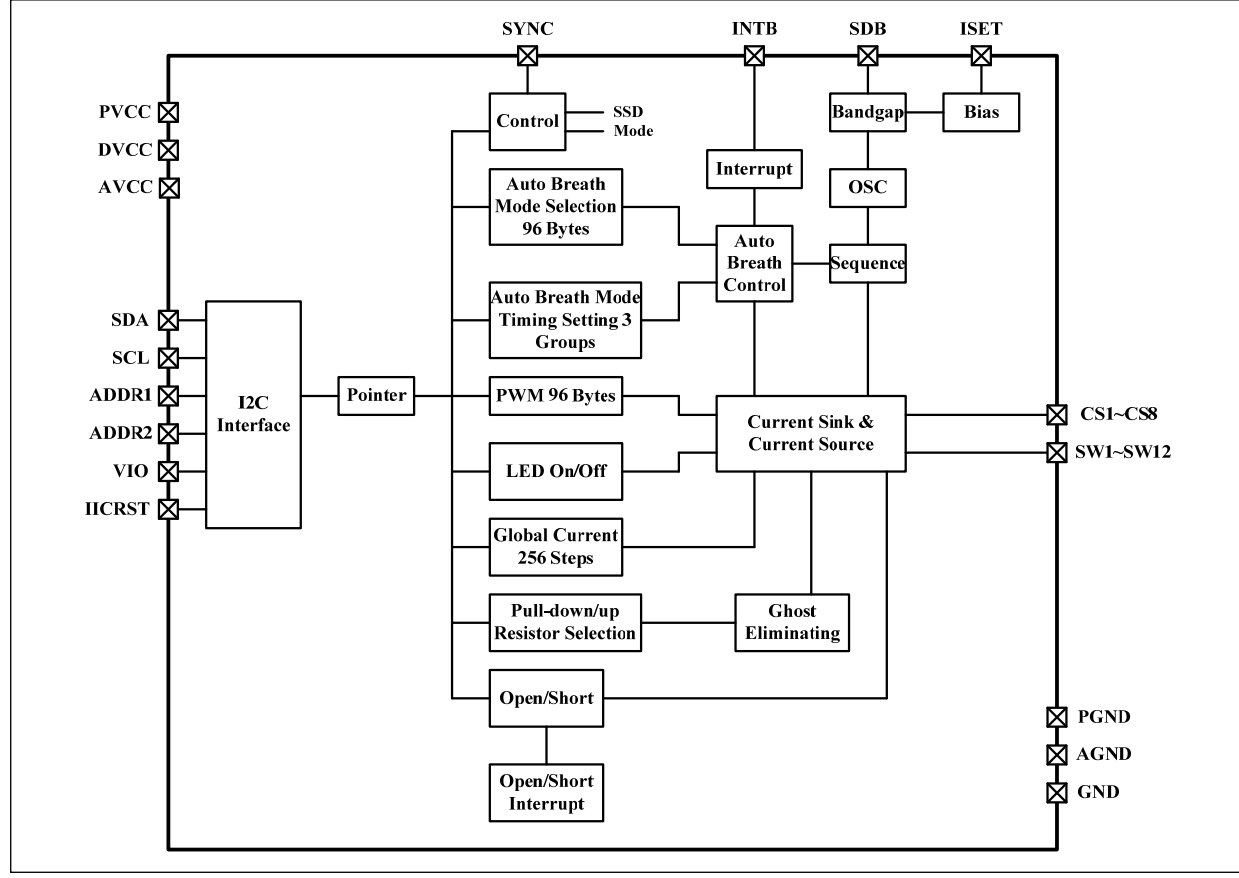 SYNC
INTB
SDB
ISET
PVCC
DVCC
AVCC
Control
SSD
Mode
Bandgap
Bias
Interrupt
OSC
Auto Breath
Mode Selection
96 Bytes
Auto
Breath
Control
Sequence
Auto Breath Mode
Timing Setting 3
Groups
SDA
SCL
ADDR1
ADDR2
VIO
IICRST
I2C
Interface
Pointer
PWM 96 Bytes
Current Sink &
Current Source
CS1~CS8
SW1~SW12
LED On/Off
Global Current
256 Steps
Pull-down/up
Resistor Selection
Ghost
Eliminating
Open/Short
Open/Short
Interrupt
PGND
AGND
GND